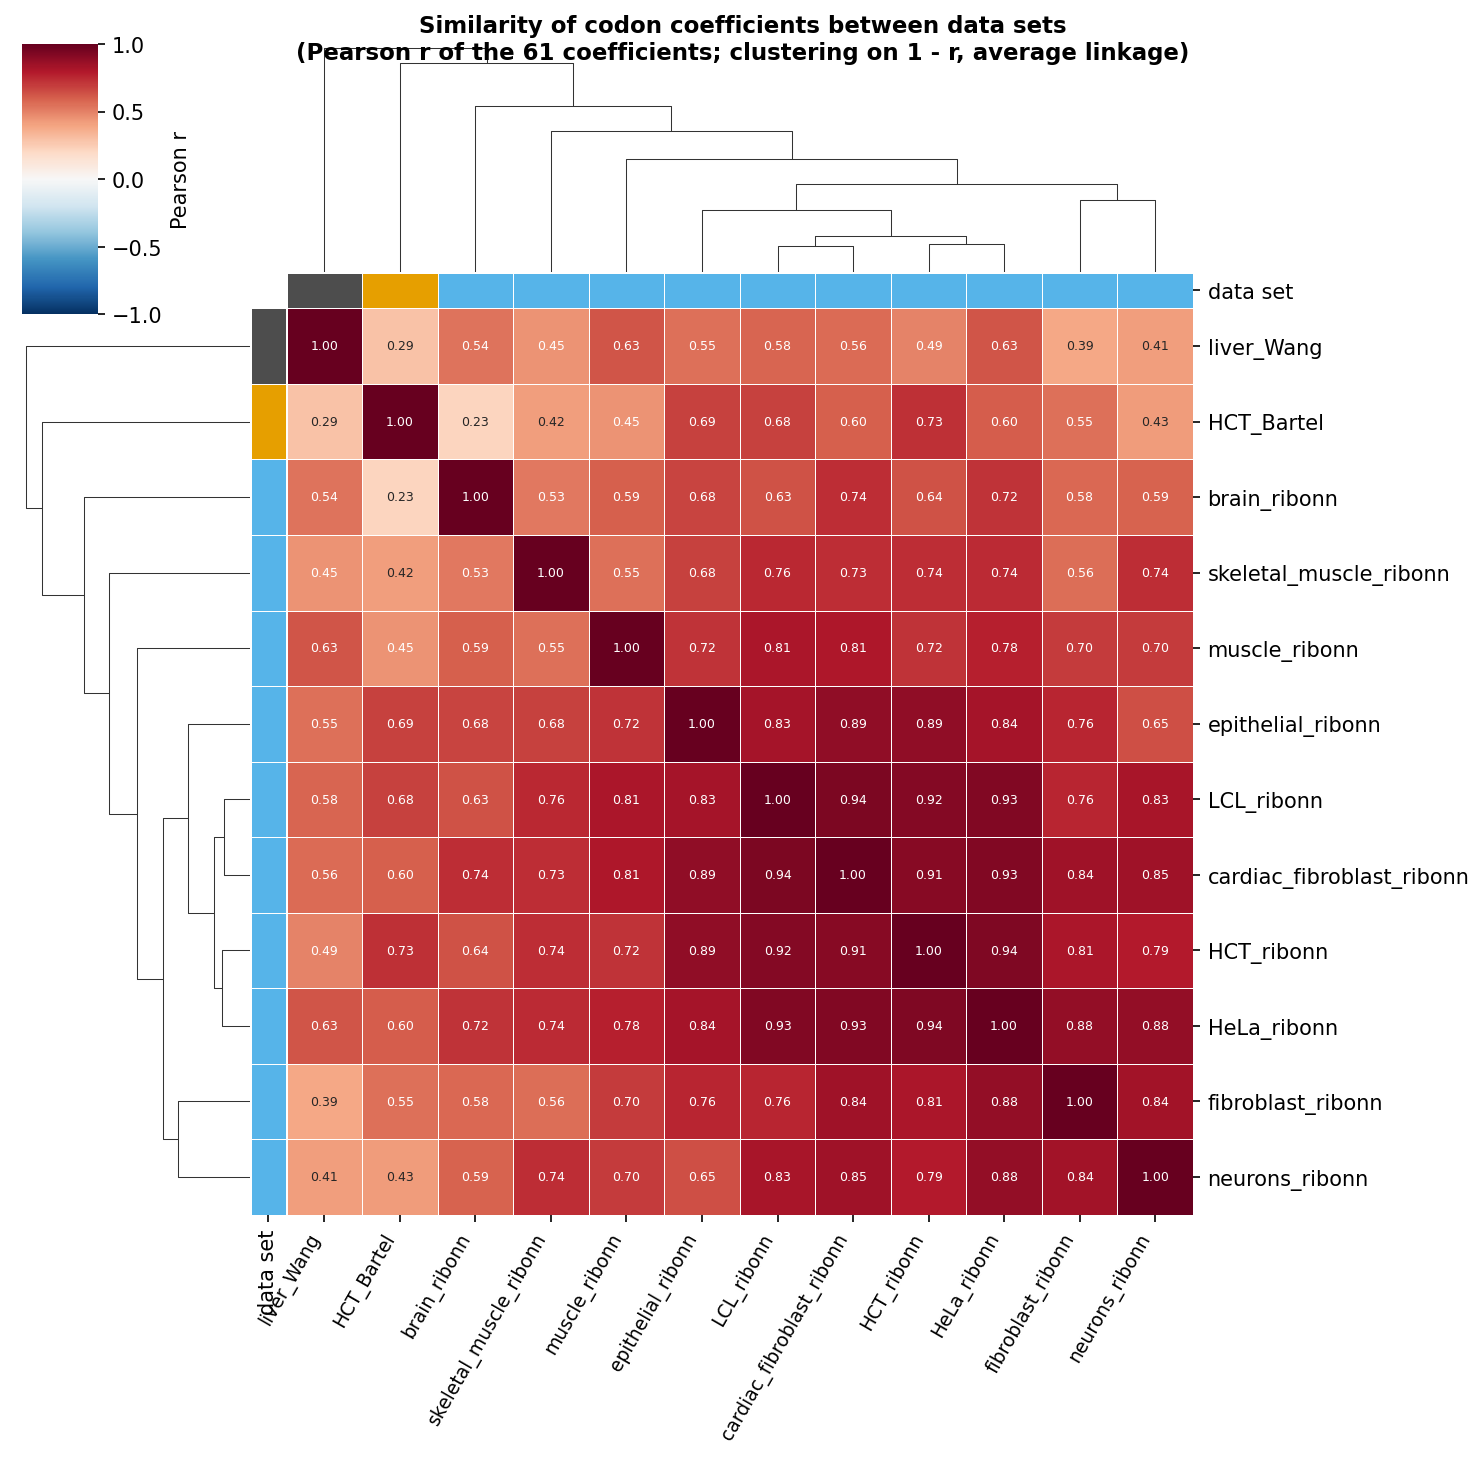 Similarity of codon coefficients between data sets
(Pearson r of the 61 coefficients; clustering on 1 - r, average linkage)
1.0
0.5
0.0
−0.5
−1.0
Pearson r
data set
1.00 0.29 0.54 0.45 0.63 0.55 0.58 0.56 0.49 0.63 0.39 0.41 liver_Wang
0.29 1.00 0.23 0.42 0.45 0.69 0.68 0.60 0.73 0.60 0.55 0.43 HCT_Bartel
0.54 0.23 1.00 0.53 0.59 0.68 0.63 0.74 0.64 0.72 0.58 0.59 brain_ribonn
0.45 0.42 0.53 1.00 0.55 0.68 0.76 0.73 0.74 0.74 0.56 0.74 skeletal_muscle_ribonn
0.63 0.45 0.59 0.55 1.00 0.72 0.81 0.81 0.72 0.78 0.70 0.70 muscle_ribonn
0.55 0.69 0.68 0.68 0.72 1.00 0.83 0.89 0.89 0.84 0.76 0.65 epithelial_ribonn
0.58 0.68 0.63 0.76 0.81 0.83 1.00 0.94 0.92 0.93 0.76 0.83 LCL_ribonn
0.56 0.60 0.74 0.73 0.81 0.89 0.94 1.00 0.91 0.93 0.84 0.85 cardiac_fibroblast_ribonn
0.49 0.73 0.64 0.74 0.72 0.89 0.92 0.91 1.00 0.94 0.81 0.79 HCT_ribonn
0.63 0.60 0.72 0.74 0.78 0.84 0.93 0.93 0.94 1.00 0.88 0.88 HeLa_ribonn
0.39 0.55 0.58 0.56 0.70 0.76 0.76 0.84 0.81 0.88 1.00 0.84 fibroblast_ribonn
0.41 0.43 0.59 0.74 0.70 0.65 0.83 0.85 0.79 0.88 0.84 1.00 neurons_ribonn
data set
liver_Wang
HCT_Bartel
brain_ribonn
skeletal_muscle_ribonn
muscle_ribonn
epithelial_ribonn
LCL_ribonn
cardiac_fibroblast_ribonn
HCT_ribonn
HeLa_ribonn
fibroblast_ribonn
neurons_ribonn